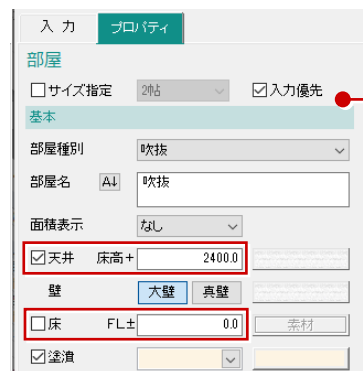 入力 プロパティ
部屋
サイズ指定 2帖 入力優先
基本
部屋種別 吹抜
部屋名 A↓ 吹抜
面積表示 なし
天井 床高+ 2400.0
壁 大壁 真壁
床 FL± 0.0 素材
塗潰